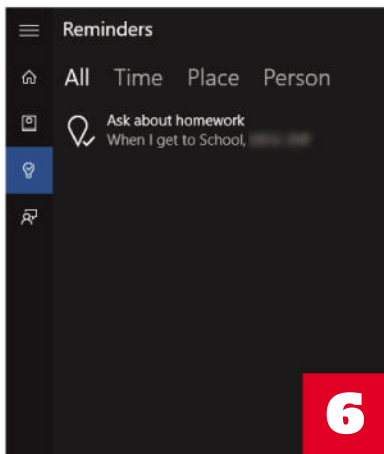 Reminders
All Time Place Person
Ask about homework
When I get to School,
6